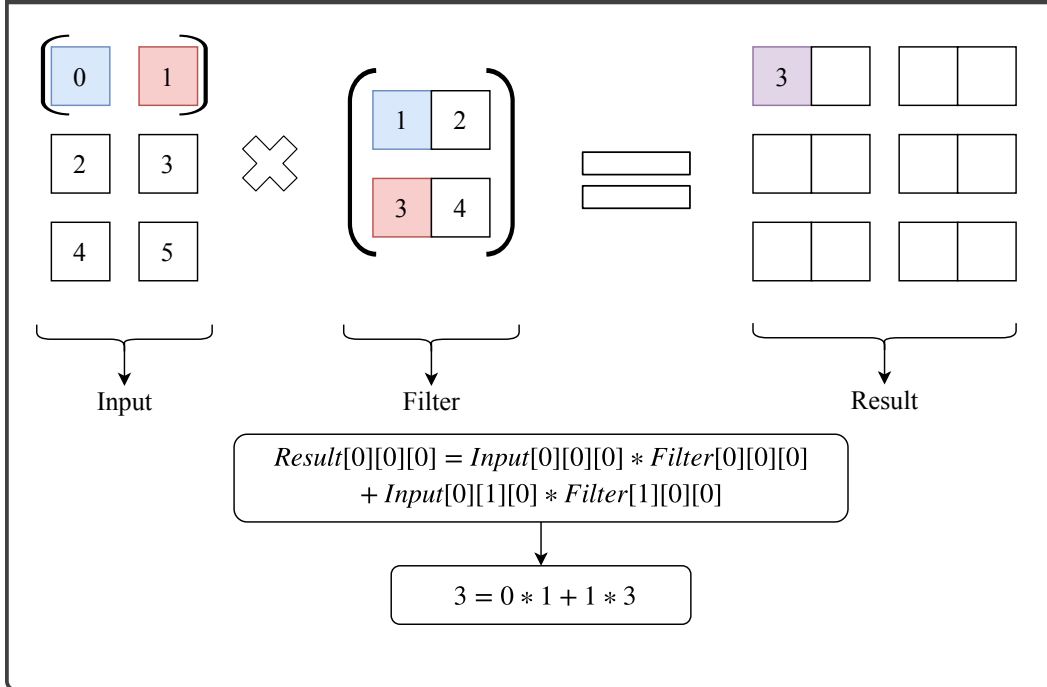 0 1
2 3
4 5
1 2
3 4
3
Input
Filter
Result
Result[0][0][0] = Input[0][0][0] ∗ Filter[0][0][0]
+ Input[0][1][0] ∗ Filter[1][0][0]
3 = 0 ∗ 1 + 1 ∗ 3